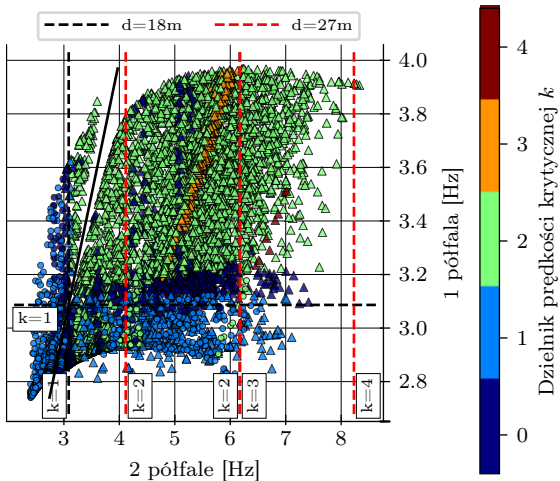 d=18m
d=27m
4.0
3.8
3.6
3.4
3.2
3.0
2.8
1 półfala [Hz]
k=1
k=1
k=2
k=2
k=3
k=4
3 4 5 6 7 8
2 półfale [Hz]
4
3
2
1
0
Dzielnik prędkości krytycznej k